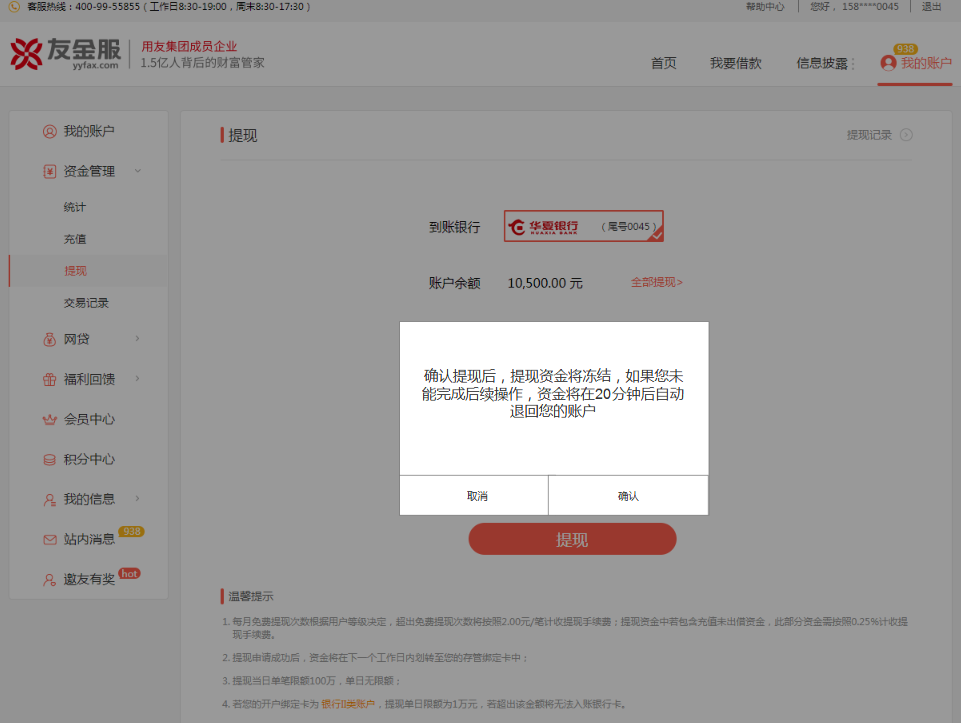 客服热线：400-99-55855（工作日8:30-19:00，周末8:30-17:30）
帮助中心 您好，158****0045 退出
友金服
yyfax.com
用友集团成员企业
1.5亿人背后的财富管家
首页 我要借款 信息披露 我的账户
938
我的账户
资金管理
统计
充值
提现
交易记录
网贷
福利回馈
会员中心
积分中心
我的信息
站内消息 938
邀友有奖 hot
提现
提现记录
到账银行 华夏银行 HUAXIA BANK （尾号0045）
账户余额 10,500.00 元 全部提现>
确认提现后，提现资金将冻结，如果您未
能完成后续操作，资金将在20分钟后自动
退回您的账户
取消 确认
提现
温馨提示
1. 每月免费提现次数根据用户等级决定，超出免费提现次数将按照2.00元/笔计收提现手续费；提现资金中若包含充值未出借资金，此部分资金需按照0.25%计收提
现手续费。
2. 提现申请成功后，资金将在下一个工作日内划转至您的存管绑定卡中；
3. 提现当日单笔限额100万，单日无限额；
4. 若您的开户绑定卡为 银行II类账户，提现单日限额为1万元，若超出该金额将无法入账银行卡。